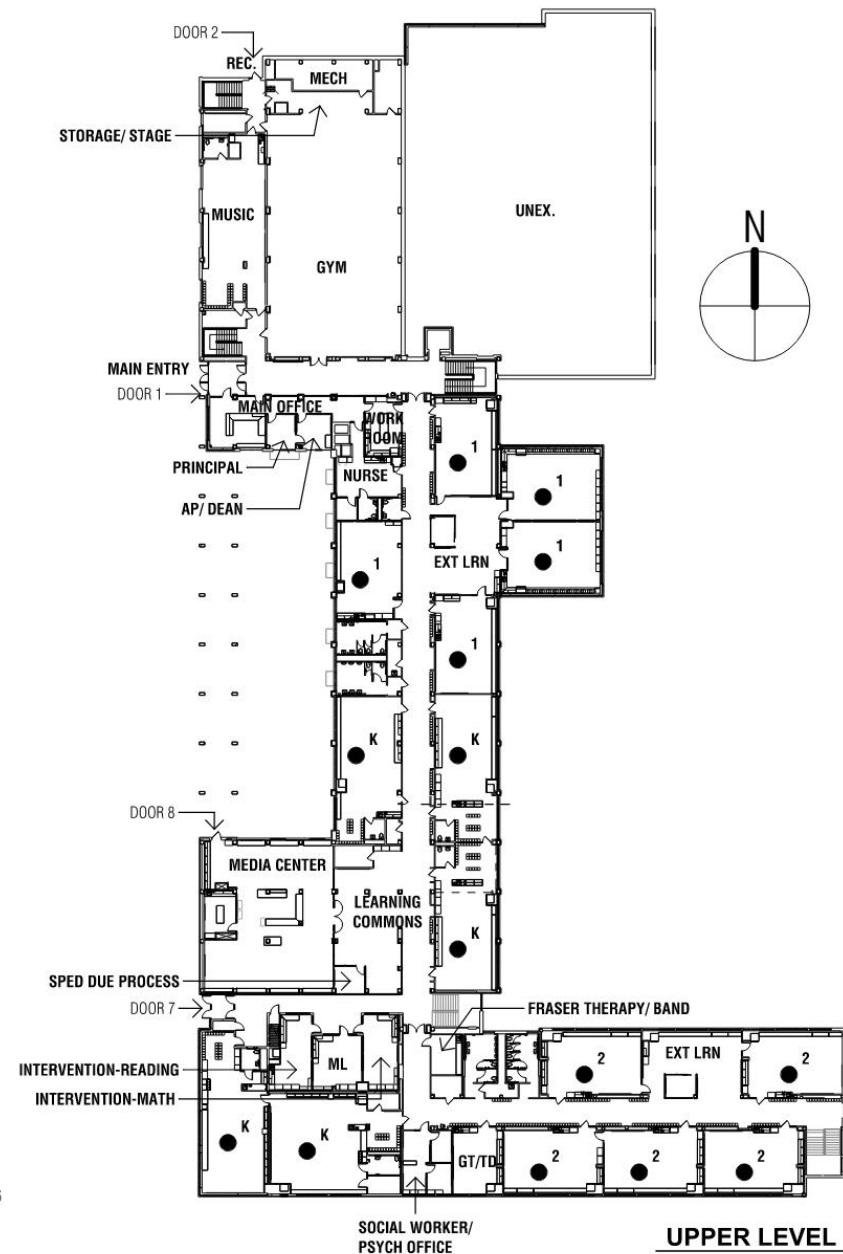 DOOR 2
REC.
MECH
STORAGE/ STAGE
MUSIC
UNEX.
N
GYM
MAIN ENTRY
DOOR 1
MAIN OFFICE
WORK
ROOM
1
PRINCIPAL
NURSE
1
AP/ DEAN
1
EXT LRN
1
1
K
K
DOOR 8
MEDIA CENTER
LEARNING
COMMONS
K
SPED DUE PROCESS
DOOR 7
FRASER THERAPY/ BAND
INTERVENTION-READING
ML
2
EXT LRN
2
INTERVENTION-MATH
K
K
GT/TD
2
2
2
SOCIAL WORKER/
PSYCH OFFICE
UPPER LEVEL